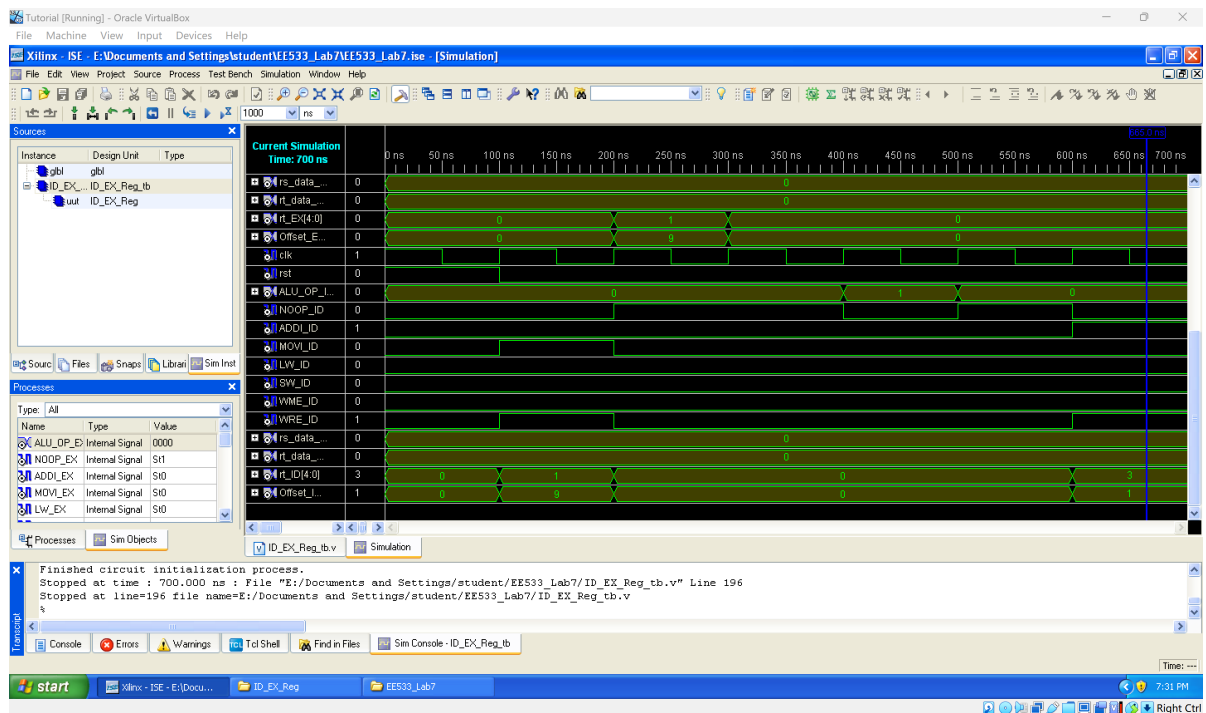 Tutorial [Running] - Oracle VirtualBox
File Machine View Input Devices Help
Xilinx - ISE - E:\Documents and Settings\student\EE533_Lab7\EE533_Lab7.ise - [Simulation]
File Edit View Project Source Process Test Bench Simulation Window Help
1000 ns
Sources
Instance Design Unit Type
glbl glbl
ID_EX_... ID_EX_Reg_tb
uut ID_EX_Reg
Sourc Files Snaps Librari Sim Inst
Processes
Type: All
Name Type Value
ALU_OP_E> Internal Signal 0000
NOOP_EX Internal Signal St1
ADDI_EX Internal Signal St0
MOVI_EX Internal Signal St0
LW_EX Internal Signal St0
Processes Sim Objects
Current Simulation
Time: 700 ns
0 ns 50 ns 100 ns 150 ns 200 ns 250 ns 300 ns 350 ns 400 ns 450 ns 500 ns 550 ns 600 ns 650 ns 700 ns
rs_data_... 0 0
rt_data_... 0 0
rt_EX[4:0] 0 0 1 0
Offset_E... 0 0 9 0
clk 1
rst 0
ALU_OP_I... 0 0 1 0
NOOP_ID 0
ADDI_ID 1
MOVI_ID 0
LW_ID 0
SW_ID 0
WME_ID 0
WRE_ID 1
rs_data_... 0 0
rt_data_... 0 0
rt_ID[4:0] 3 0 1 0 3
Offset_I... 1 0 9 0 1
ID_EX_Reg_tb.v Simulation
Finished circuit initialization process.
Stopped at time : 700.000 ns : File "E:/Documents and Settings/student/EE533_Lab7/ID_EX_Reg_tb.v" Line 196
Stopped at line=196 file name=E:/Documents and Settings/student/EE533_Lab7/ID_EX_Reg_tb.v
%
Transcript
Console Errors Warnings Tcl Shell Find in Files Sim Console - ID_EX_Reg_tb
Time: ---
start Xilinx - ISE - E:\Docu... ID_EX_Reg EE533_Lab7 7:31 PM
Right Ctrl